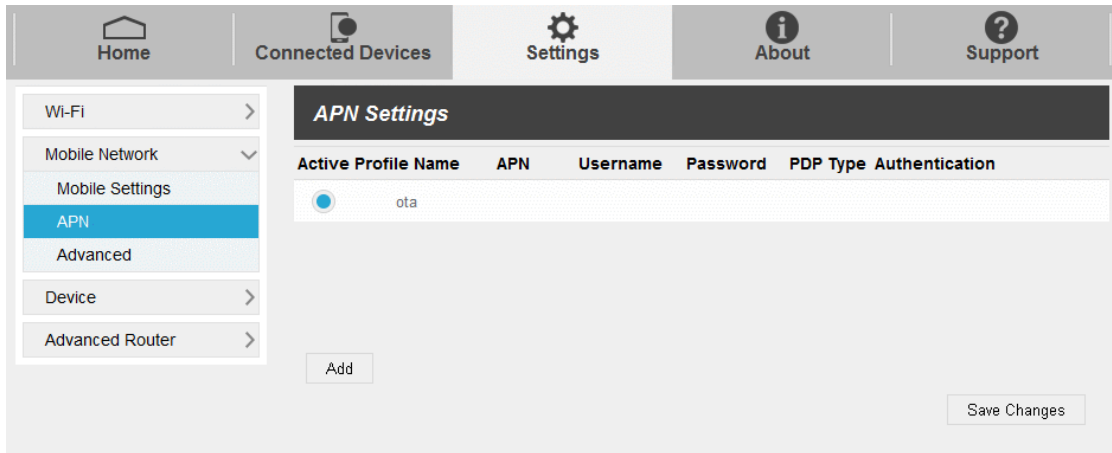 Home Connected Devices Settings About Support
Wi-Fi
APN Settings
Mobile Network
Active Profile Name APN Username Password PDP Type Authentication
Mobile Settings
ota
APN
Advanced
Device
Advanced Router
Add
Save Changes